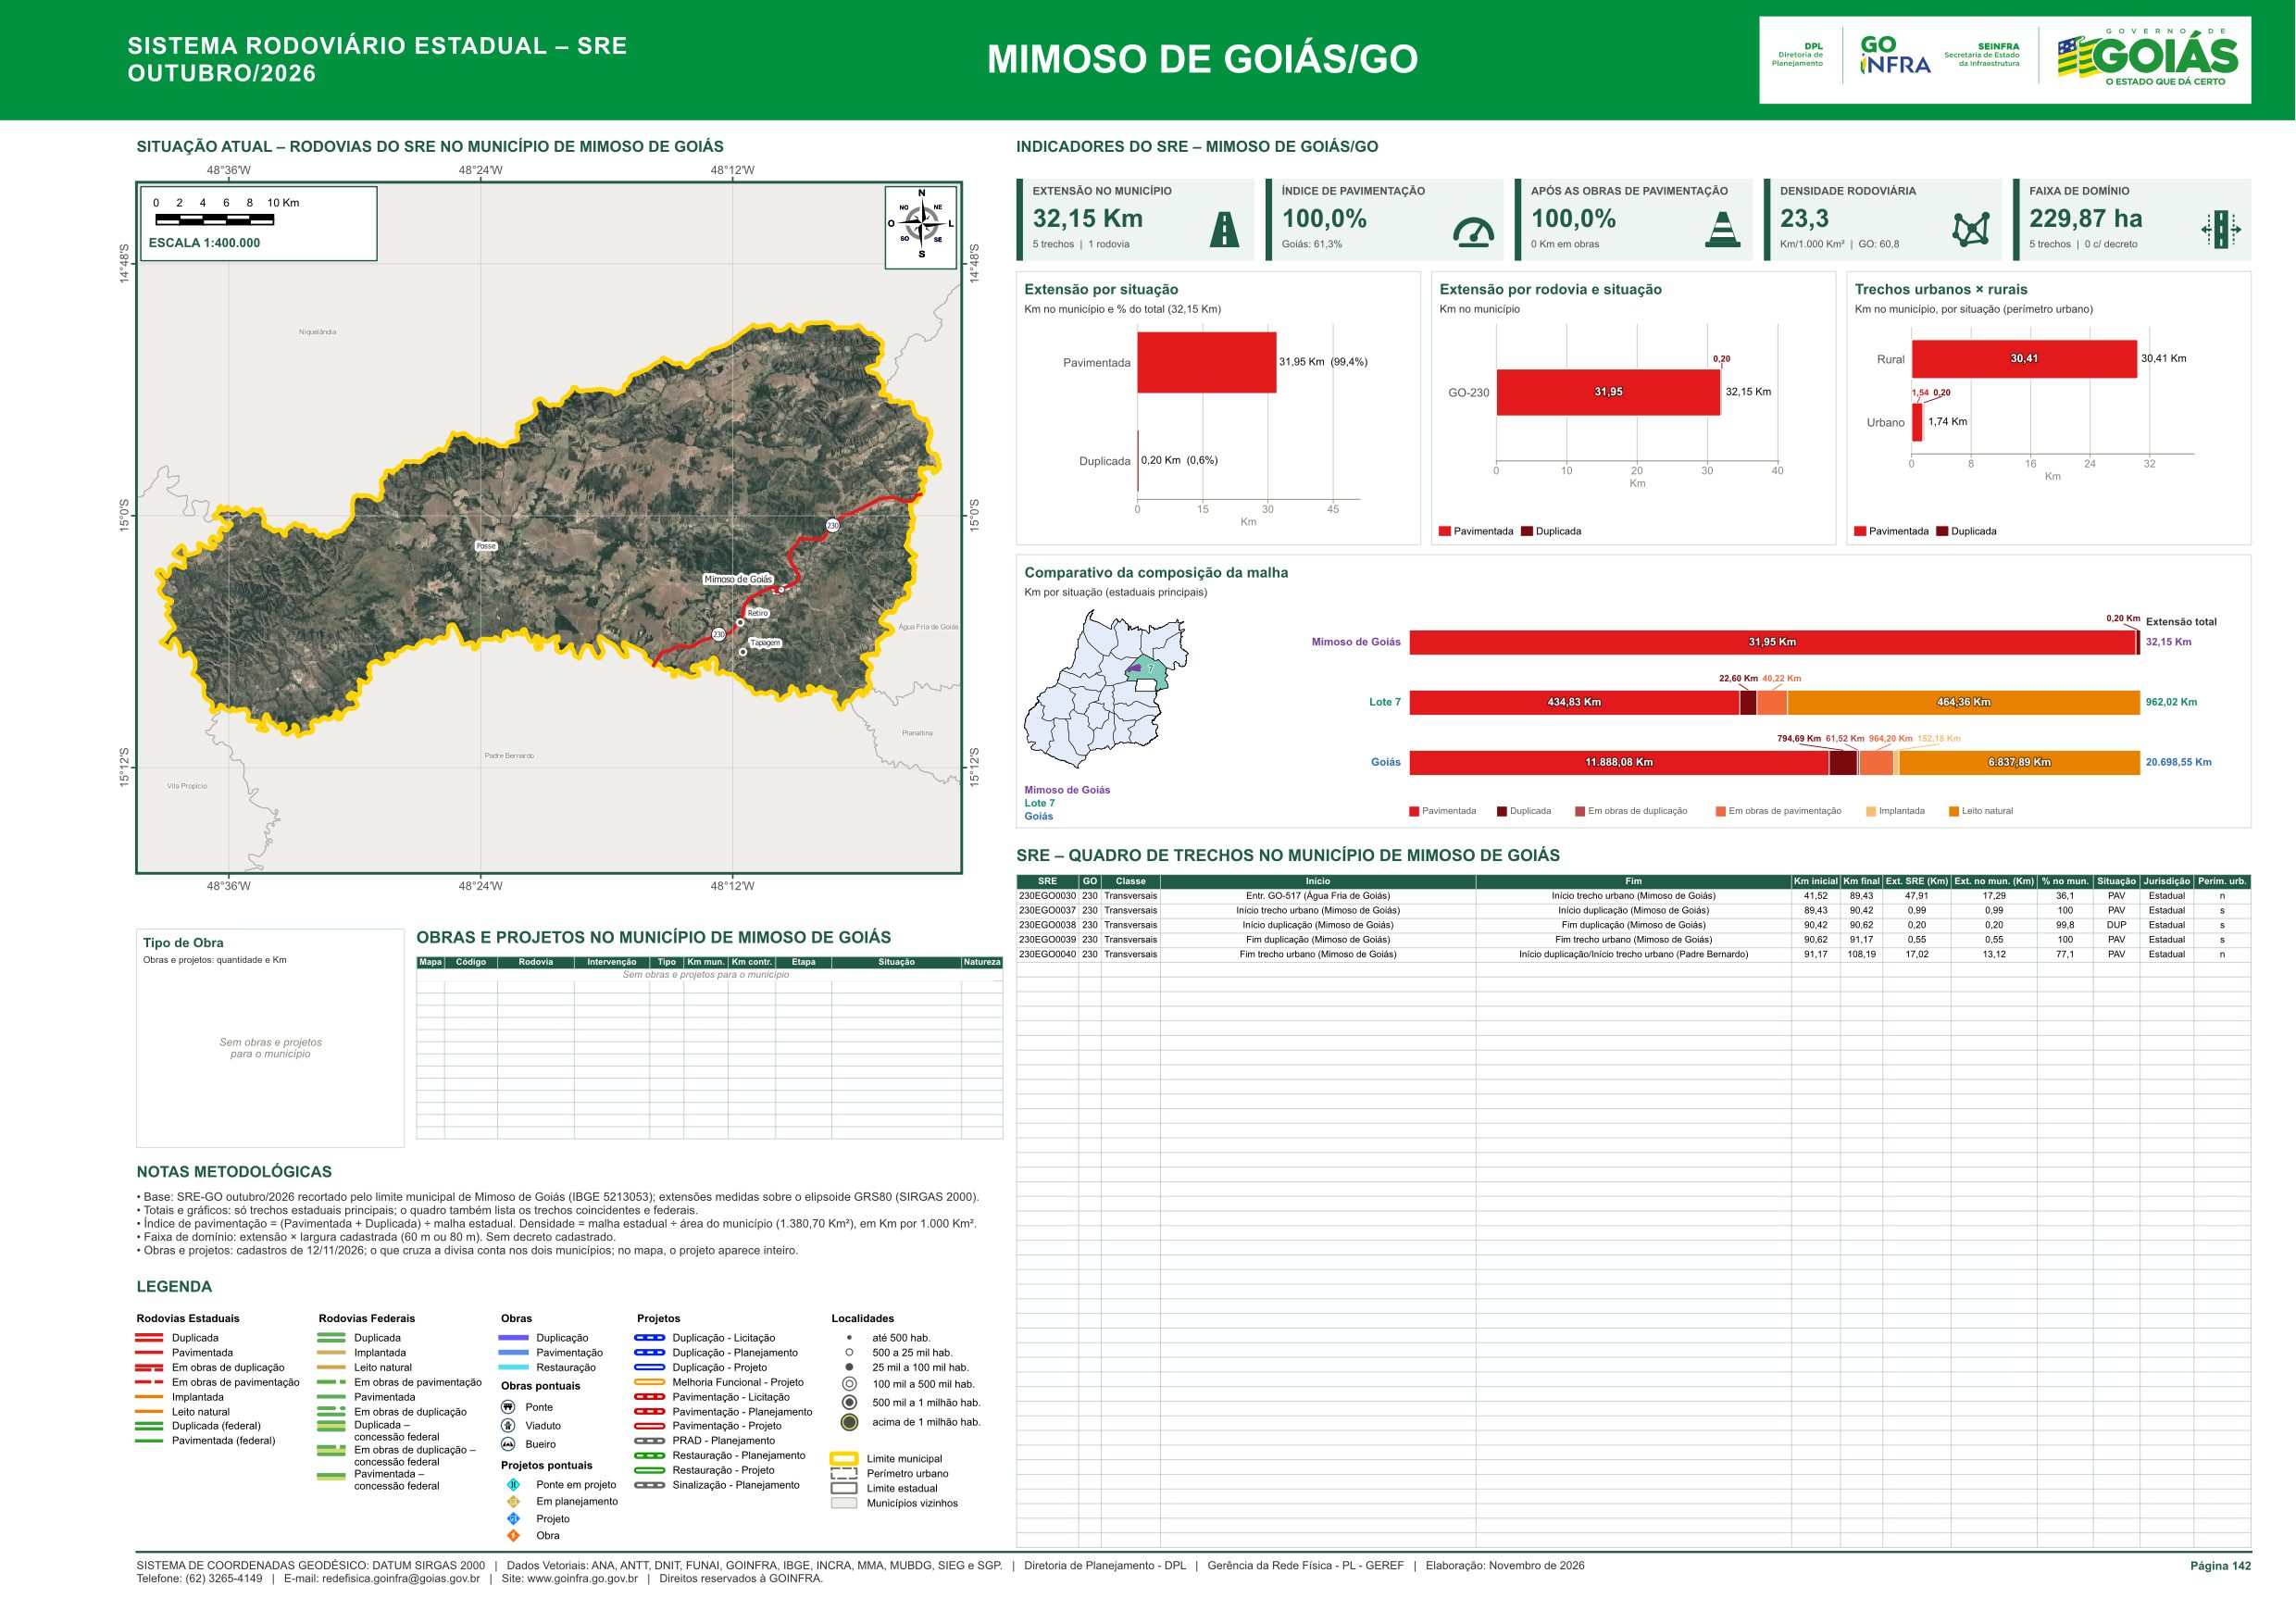 SISTEMA RODOVIÁRIO ESTADUAL – SRE
OUTUBRO/2026
MIMOSO DE GOIÁS/GO
DPL
Diretoria de
Planejamento
GO
INFRA
SEINFRA
Secretaria de Estado
da Infraestrutura
GOVERNO DE
GOIÁS
O ESTADO QUE DÁ CERTO
SITUAÇÃO ATUAL – RODOVIAS DO SRE NO MUNICÍPIO DE MIMOSO DE GOIÁS
48°36'W 48°24'W 48°12'W
0 2 4 6 8 10 Km
ESCALA 1:400.000
N
NO NE
O L
SO SE
S
14°48'S 14°48'S
Niquelândia
15°0'S 15°0'S
230
Posse
Mimoso de Goiás
Retiro
230
Tapagem
Água Fria de Goiás
Planaltina
Padre Bernardo
15°12'S 15°12'S
Vila Propício
48°36'W 48°24'W 48°12'W
INDICADORES DO SRE – MIMOSO DE GOIÁS/GO
EXTENSÃO NO MUNICÍPIO
32,15 Km
5 trechos | 1 rodovia
ÍNDICE DE PAVIMENTAÇÃO
100,0%
Goiás: 61,3%
APÓS AS OBRAS DE PAVIMENTAÇÃO
100,0%
0 Km em obras
DENSIDADE RODOVIÁRIA
23,3
Km/1.000 Km² | GO: 60,8
FAIXA DE DOMÍNIO
229,87 ha
5 trechos | 0 c/ decreto
Extensão por situação
Km no município e % do total (32,15 Km)
Pavimentada 31,95 Km (99,4%)
Duplicada 0,20 Km (0,6%)
0 15 30 45
Km
Extensão por rodovia e situação
Km no município
0,20
GO-230 31,95 32,15 Km
0 10 20 30 40
Km
Pavimentada Duplicada
Trechos urbanos × rurais
Km no município, por situação (perímetro urbano)
Rural 30,41 30,41 Km
1,54 0,20
Urbano 1,74 Km
0 8 16 24 32
Km
Pavimentada Duplicada
Comparativo da composição da malha
Km por situação (estaduais principais)
7
Mimoso de Goiás
Lote 7
Goiás
0,20 Km Extensão total
Mimoso de Goiás 31,95 Km 32,15 Km
22,60 Km 40,22 Km
Lote 7 434,83 Km 464,36 Km 962,02 Km
794,69 Km 61,52 Km 964,20 Km 152,18 Km
Goiás 11.888,08 Km 6.837,89 Km 20.698,55 Km
Pavimentada Duplicada Em obras de duplicação Em obras de pavimentação Implantada Leito natural
SRE – QUADRO DE TRECHOS NO MUNICÍPIO DE MIMOSO DE GOIÁS
SRE GO Classe Início Fim Km inicial Km final Ext. SRE (Km) Ext. no mun. (Km) % no mun. Situação Jurisdição Perím. urb.
230EGO0030 230 Transversais Entr. GO-517 (Água Fria de Goiás) Início trecho urbano (Mimoso de Goiás) 41,52 89,43 47,91 17,29 36,1 PAV Estadual n
230EGO0037 230 Transversais Início trecho urbano (Mimoso de Goiás) Início duplicação (Mimoso de Goiás) 89,43 90,42 0,99 0,99 100 PAV Estadual s
230EGO0038 230 Transversais Início duplicação (Mimoso de Goiás) Fim duplicação (Mimoso de Goiás) 90,42 90,62 0,20 0,20 99,8 DUP Estadual s
230EGO0039 230 Transversais Fim duplicação (Mimoso de Goiás) Fim trecho urbano (Mimoso de Goiás) 90,62 91,17 0,55 0,55 100 PAV Estadual s
230EGO0040 230 Transversais Fim trecho urbano (Mimoso de Goiás) Início duplicação/Início trecho urbano (Padre Bernardo) 91,17 108,19 17,02 13,12 77,1 PAV Estadual n
Tipo de Obra
Obras e projetos: quantidade e Km
Sem obras e projetos
para o município
OBRAS E PROJETOS NO MUNICÍPIO DE MIMOSO DE GOIÁS
Mapa Código Rodovia Intervenção Tipo Km mun. Km contr. Etapa Situação Natureza
Sem obras e projetos para o município
NOTAS METODOLÓGICAS
• Base: SRE-GO outubro/2026 recortado pelo limite municipal de Mimoso de Goiás (IBGE 5213053); extensões medidas sobre o elipsoide GRS80 (SIRGAS 2000).
• Totais e gráficos: só trechos estaduais principais; o quadro também lista os trechos coincidentes e federais.
• Índice de pavimentação = (Pavimentada + Duplicada) ÷ malha estadual. Densidade = malha estadual ÷ área do município (1.380,70 Km²), em Km por 1.000 Km².
• Faixa de domínio: extensão × largura cadastrada (60 m ou 80 m). Sem decreto cadastrado.
• Obras e projetos: cadastros de 12/11/2026; o que cruza a divisa conta nos dois municípios; no mapa, o projeto aparece inteiro.
LEGENDA
Rodovias Estaduais
Duplicada
Pavimentada
Em obras de duplicação
Em obras de pavimentação
Implantada
Leito natural
Duplicada (federal)
Pavimentada (federal)
Rodovias Federais
Duplicada
Implantada
Leito natural
Em obras de pavimentação
Pavimentada
Em obras de duplicação
Duplicada –
concessão federal
Em obras de duplicação –
concessão federal
Pavimentada –
concessão federal
Obras
Duplicação
Pavimentação
Restauração
Obras pontuais
Ponte
Viaduto
Bueiro
Projetos pontuais
Ponte em projeto
Em planejamento
Projeto
Obra
Projetos
Duplicação - Licitação
Duplicação - Planejamento
Duplicação - Projeto
Melhoria Funcional - Projeto
Pavimentação - Licitação
Pavimentação - Planejamento
Pavimentação - Projeto
PRAD - Planejamento
Restauração - Planejamento
Restauração - Projeto
Sinalização - Planejamento
Localidades
até 500 hab.
500 a 25 mil hab.
25 mil a 100 mil hab.
100 mil a 500 mil hab.
500 mil a 1 milhão hab.
acima de 1 milhão hab.
Limite municipal
Perímetro urbano
Limite estadual
Municípios vizinhos
SISTEMA DE COORDENADAS GEODÉSICO: DATUM SIRGAS 2000 | Dados Vetoriais: ANA, ANTT, DNIT, FUNAI, GOINFRA, IBGE, INCRA, MMA, MUBDG, SIEG e SGP. | Diretoria de Planejamento - DPL | Gerência da Rede Física - PL - GEREF | Elaboração: Novembro de 2026
Telefone: (62) 3265-4149 | E-mail: redefisica.goinfra@goias.gov.br | Site: www.goinfra.go.gov.br | Direitos reservados à GOINFRA.
Página 142